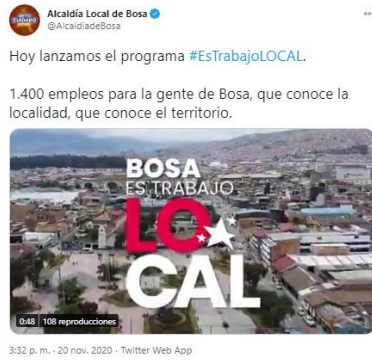 Alcaldía Local de Bosa
@AlcaldiadeBosa
Hoy lanzamos el programa #EsTrabajoLOCAL.
1.400 empleos para la gente de Bosa, que conoce la
localidad, que conoce el territorio.
BOSA
ES TRABAJO
LO
CAL
0:48 108 reproducciones
3:32 p. m. · 20 nov. 2020 · Twitter Web App